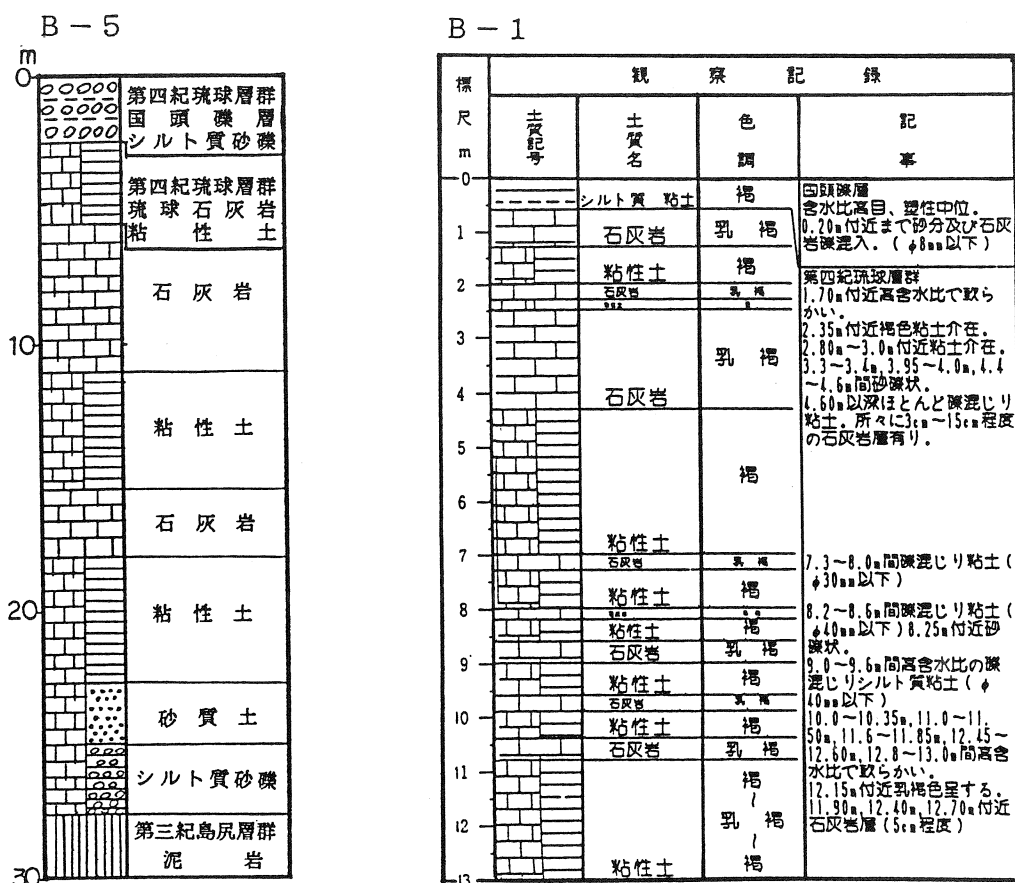 B－5
m
0
第四紀琉球層群
国頭礫層
シルト質砂礫
第四紀琉球層群
琉球石灰岩
粘性土
石灰岩
10
粘性土
石灰岩
20
粘性土
砂質土
シルト質砂礫
第三紀島尻層群
泥岩
30
B－1
標尺 m
観察記録
土質記号
土質名
色調
記事
0
シルト質 粘土
褐
国頭礫層
含水比高目、塑性中位。
0.20m付近まで砂分及び石灰
岩礫混入。(φ8mm以下)
1
石灰岩
乳褐
粘性土
褐
第四紀琉球層群
1.70m付近高含水比で軟ら
かい。
2.35m付近褐色粘土介在。
2.80m～3.0m付近粘土介在。
3.3～3.4m,3.95～4.0m,4.4
～4.6m間砂礫状。
4.60m以深ほとんど礫混じり
粘土。所々に3cm～15cm程度
の石灰岩層有り。
2
石灰岩
乳褐
3
乳褐
4
石灰岩
5
褐
6
粘性土
7
石灰岩
乳褐
7.3～8.0m間礫混じり粘土(
φ30mm以下)
粘性土
褐
8
8.2～8.6m間礫混じり粘土(
φ40mm以下)8.25m付近砂
礫状。
粘性土
褐
石灰岩
乳褐
9
9.0～9.6m間高含水比の礫
混じりシルト質粘土(φ
40mm以下)
粘性土
褐
石灰岩
乳褐
10
10.0～10.35m,11.0～11.
50m,11.6～11.85m,12.45～
12.60m,12.8～13.0m間高含
水比で軟らかい。
12.15m付近乳褐色呈する。
11.90m,12.40m,12.70m付近
石灰岩層(5cm程度)
粘性土
褐
石灰岩
乳褐
11
褐
～
12
乳褐
～
粘性土
褐
13